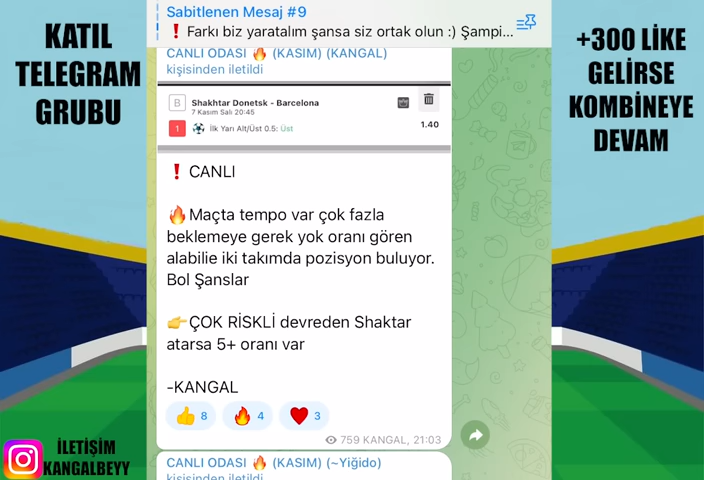 KATIL
TELEGRAM
GRUBU
Sabitlenen Mesaj #9
❗ Farkı biz yaratalım şansa siz ortak olun :) Şampi...
+300 LİKE
GELİRSE
KOMBİNEYE
DEVAM
CANLI ODASI 🔥 (KASIM) (KANGAL)
kişisinden iletildi
B Shakhtar Donetsk - Barcelona
7 Kasım Salı 20:45
1 ⚽ İlk Yarı Alt/Üst 0.5: Üst 1.40
❗ CANLI
🔥Maçta tempo var çok fazla
beklemeye gerek yok oranı gören
alabilie iki takımda pozisyon buluyor.
Bol Şanslar
👉ÇOK RİSKLİ devreden Shaktar
atarsa 5+ oranı var
-KANGAL
👍 8 🔥 4 ❤️ 3
759 KANGAL, 21:03
CANLI ODASI 🔥 (KASIM) (~Yiğido)
kişisinden iletildi
İLETİŞİM
KANGALBEYY